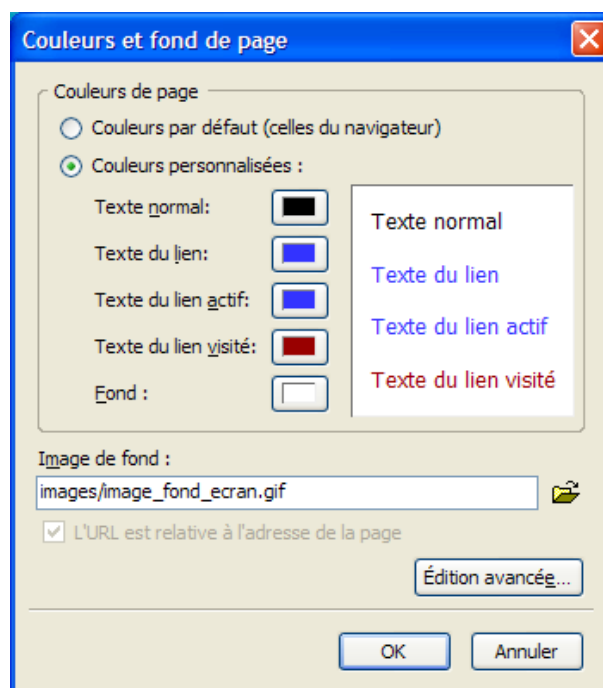 Couleurs et fond de page
Couleurs de page
Couleurs par défaut (celles du navigateur)
Couleurs personnalisées :
Texte normal:
Texte du lien:
Texte du lien actif:
Texte du lien visité:
Fond :
Texte normal
Texte du lien
Texte du lien actif
Texte du lien visité
Image de fond :
images/image_fond_ecran.gif
L'URL est relative à l'adresse de la page
Édition avancée...
OK
Annuler